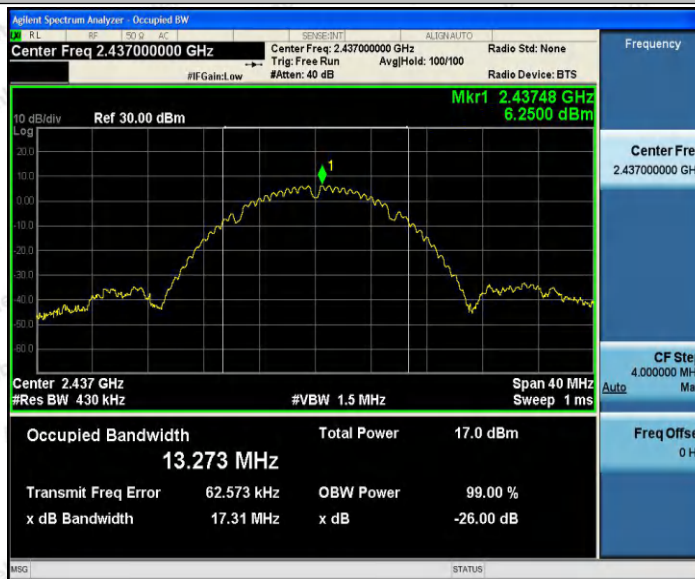 Agilent Spectrum Analyzer - Occupied BW
RL RF 50 Ω AC SENSE:INT ALIGN AUTO
Center Freq 2.437000000 GHz
Center Freq: 2.437000000 GHz
Radio Std: None
Trig: Free Run Avg|Hold: 100/100
#IFGain:Low #Atten: 40 dB Radio Device: BTS
Mkr1 2.43748 GHz
6.2500 dBm
10 dB/div Ref 30.00 dBm
Log
20.0
1
10.0
0.00
-10.0
-20.0
-30.0
-40.0
-50.0
-60.0
Center 2.437 GHz Span 40 MHz
#Res BW 430 kHz #VBW 1.5 MHz Sweep 1 ms
Occupied Bandwidth Total Power 17.0 dBm
13.273 MHz
Transmit Freq Error 62.573 kHz OBW Power 99.00 %
x dB Bandwidth 17.31 MHz x dB -26.00 dB
MSG STATUS
Frequency
Center Fre
2.437000000 GH
CF Ste
4.000000 MH
Auto Ma
Freq Offse
0 H